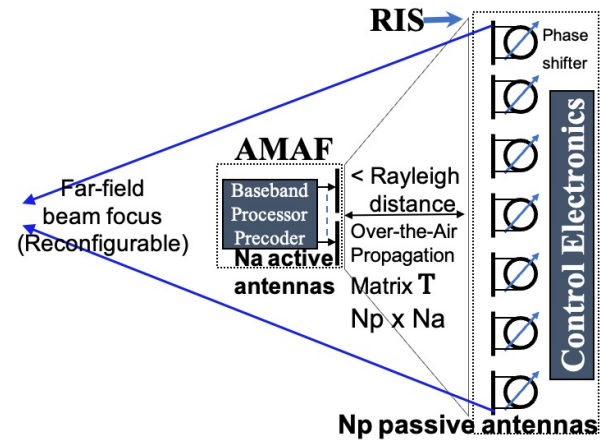 RIS
Phase
shifter
AMAF
Baseband
Processor
Precoder
Na active
antennas
< Rayleigh
distance
Over-the-Air
Propagation
Matrix T
Np x Na
Far-field
beam focus
(Reconfigurable)
Control Electronics
Np passive antennas